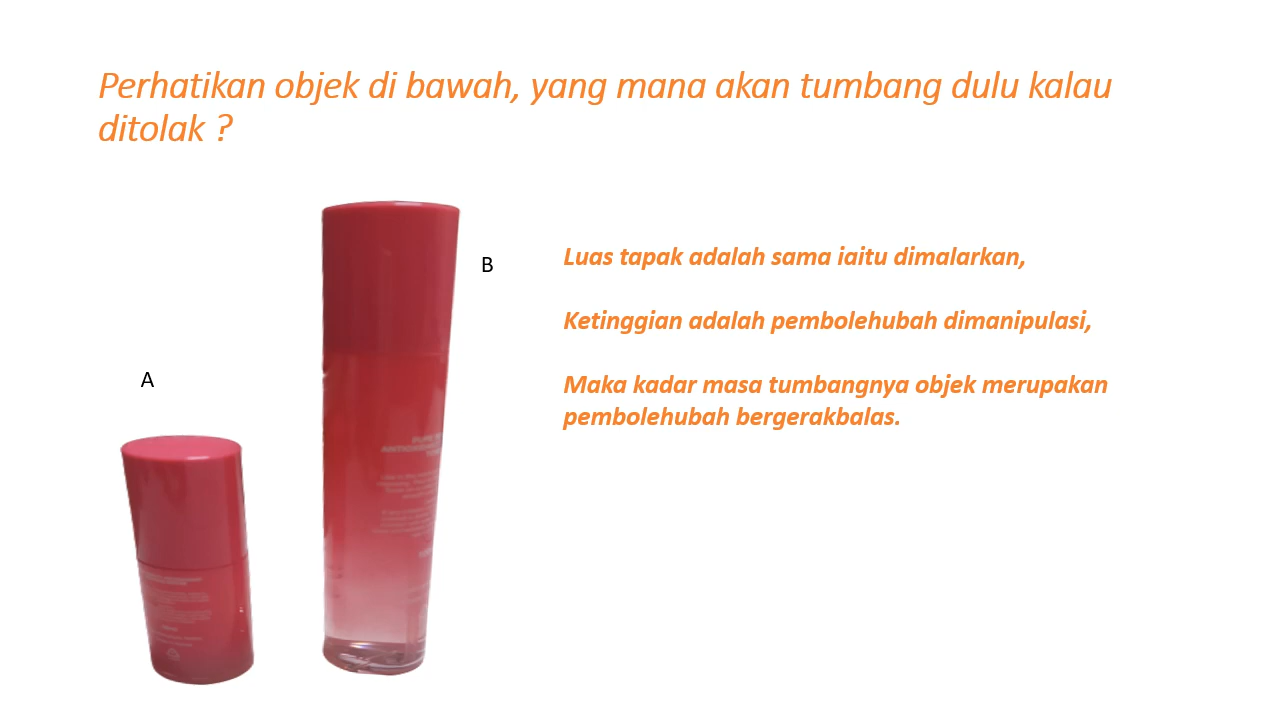 Perhatikan objek di bawah, yang mana akan tumbang dulu kalau
ditolak ?
B
Luas tapak adalah sama iaitu dimalarkan,
Ketinggian adalah pembolehubah dimanipulasi,
A
Maka kadar masa tumbangnya objek merupakan
pembolehubah bergerakbalas.